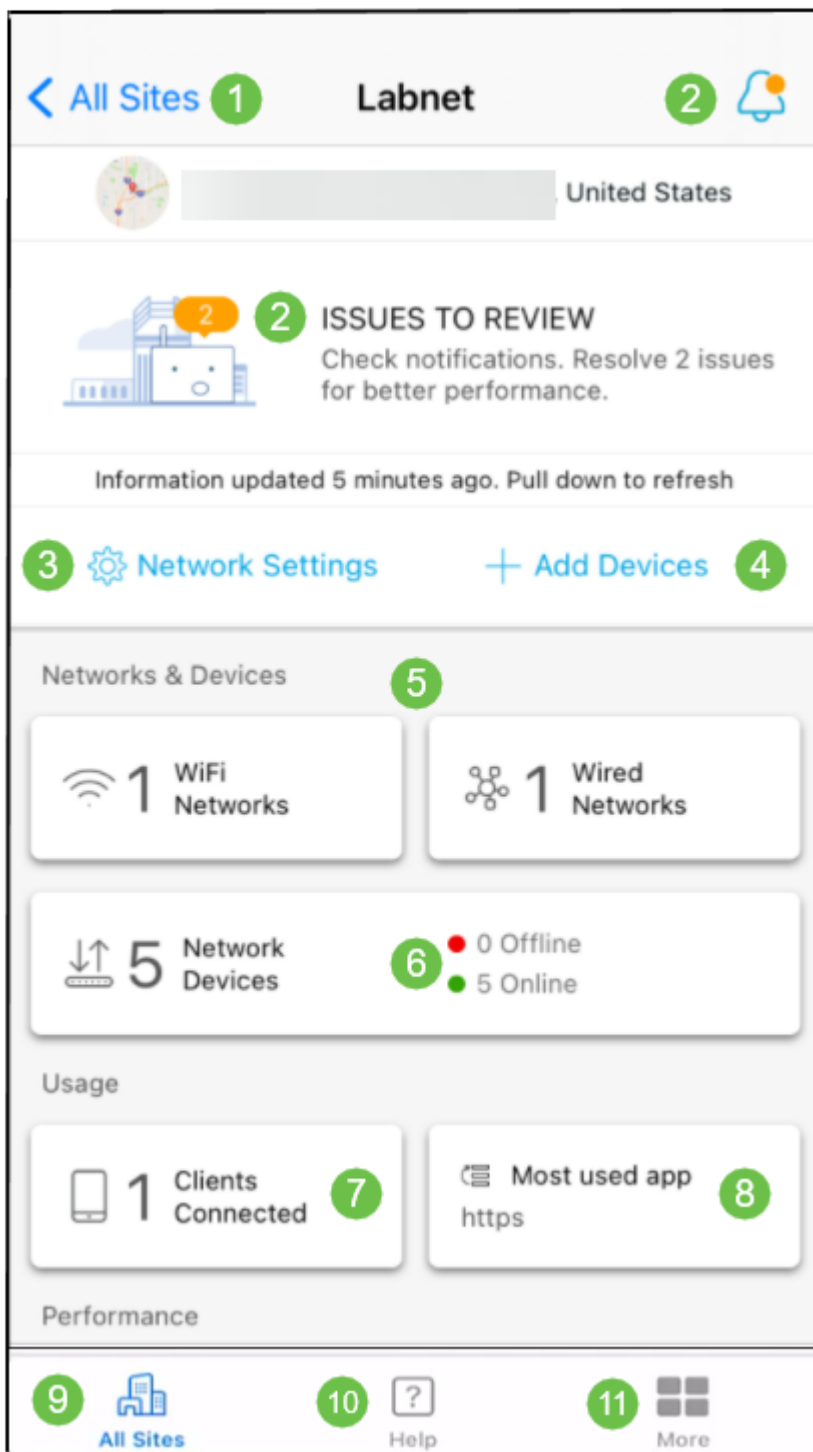 All Sites 1 Labnet 2
United States
2 2 ISSUES TO REVIEW
Check notifications. Resolve 2 issues
for better performance.
Information updated 5 minutes ago. Pull down to refresh
3 Network Settings + Add Devices 4
Networks & Devices 5
1 WiFi
Networks
1 Wired
Networks
5 Network
Devices
6 0 Offline
5 Online
Usage
1 Clients
Connected 7
Most used app 8
https
Performance
9 All Sites
10 ? Help
11 More